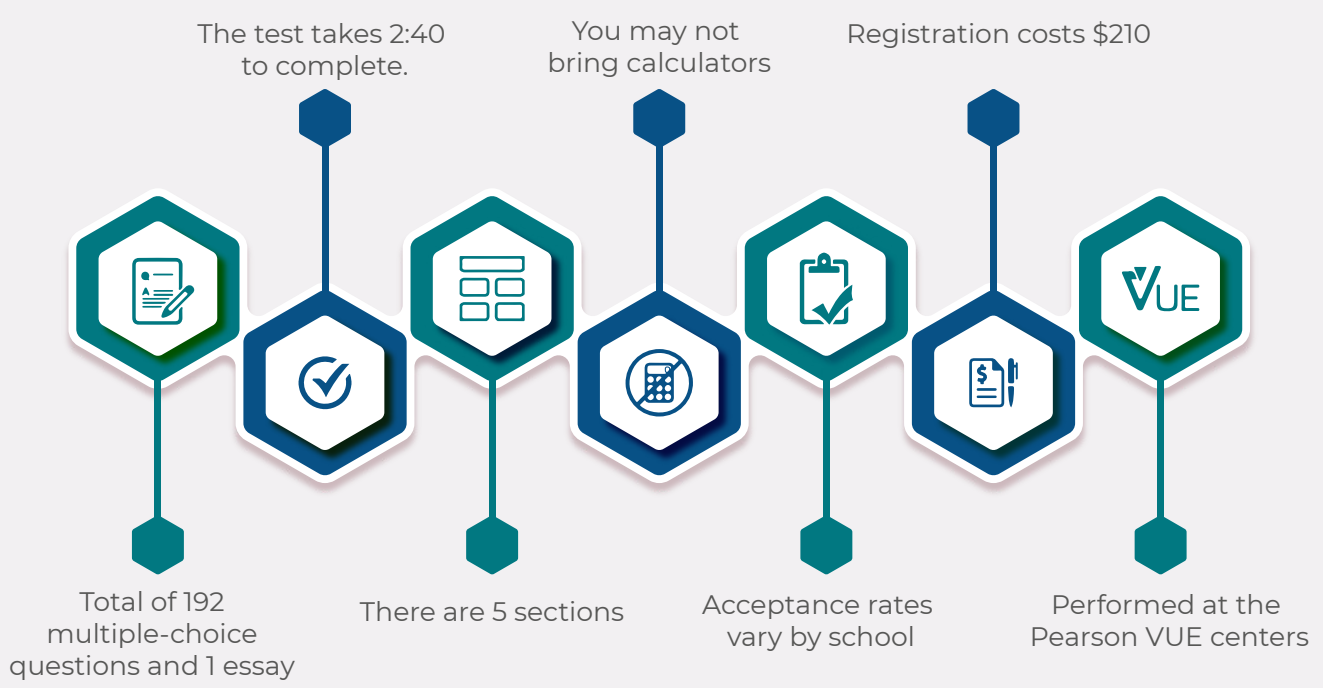 The test takes 2:40
to complete.
You may not
bring calculators
Registration costs $210
A
$
VUE
Total of 192
multiple-choice
questions and 1 essay
There are 5 sections
Acceptance rates
vary by school
Performed at the
Pearson VUE centers